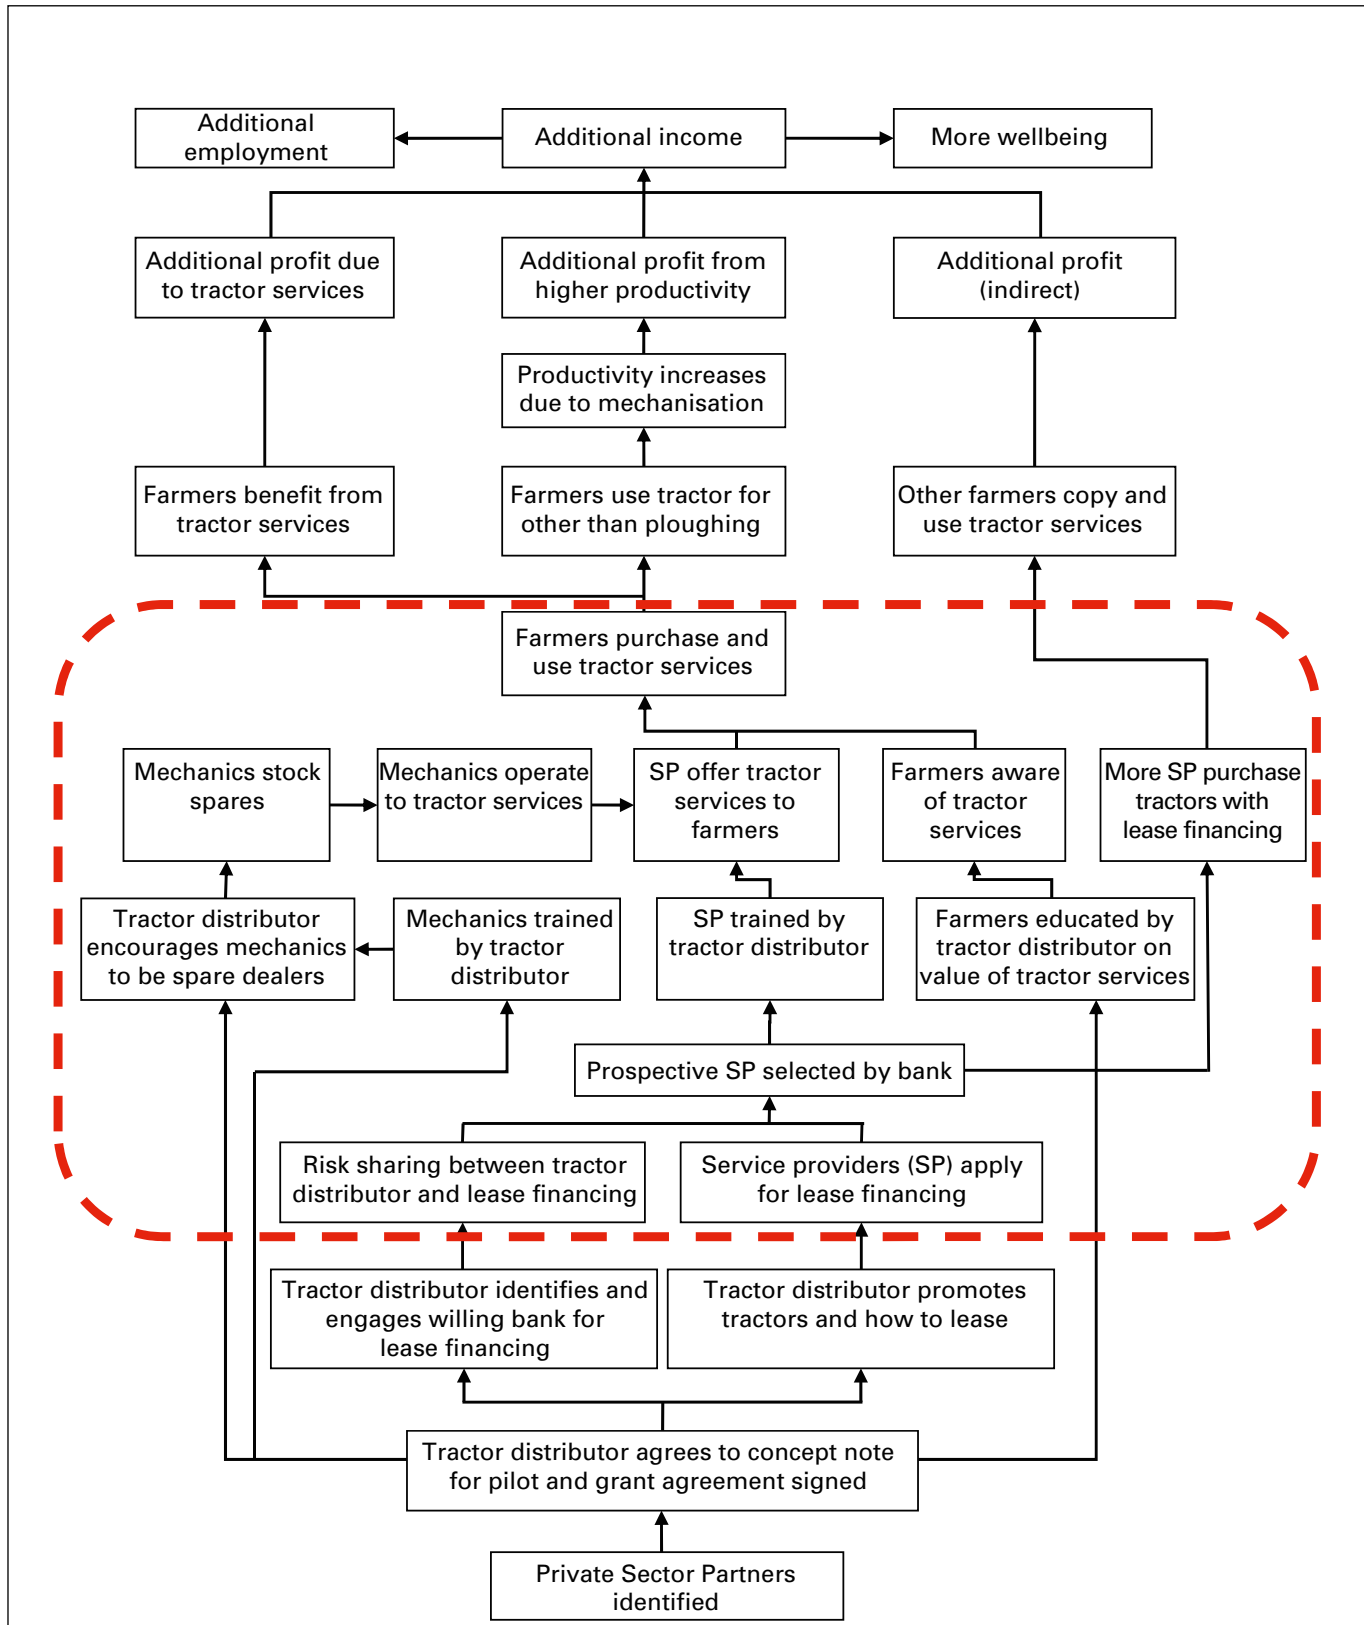 Additional
employment
Additional income
More wellbeing
Additional profit due
to tractor services
Additional profit from
higher productivity
Additional profit
(indirect)
Productivity increases
due to mechanisation
Farmers benefit from
tractor services
Farmers use tractor for
other than ploughing
Other farmers copy and
use tractor services
Farmers purchase and
use tractor services
Mechanics stock
spares
Mechanics operate
to tractor services
SP offer tractor
services to
farmers
Farmers aware
of tractor
services
More SP purchase
tractors with
lease financing
Tractor distributor
encourages mechanics
to be spare dealers
Mechanics trained
by tractor
distributor
SP trained by
tractor distributor
Farmers educated by
tractor distributor on
value of tractor services
Prospective SP selected by bank
Risk sharing between tractor
distributor and lease financing
Service providers (SP) apply
for lease financing
Tractor distributor identifies and
engages willing bank for
lease financing
Tractor distributor promotes
tractors and how to lease
Tractor distributor agrees to concept note
for pilot and grant agreement signed
Private Sector Partners
identified